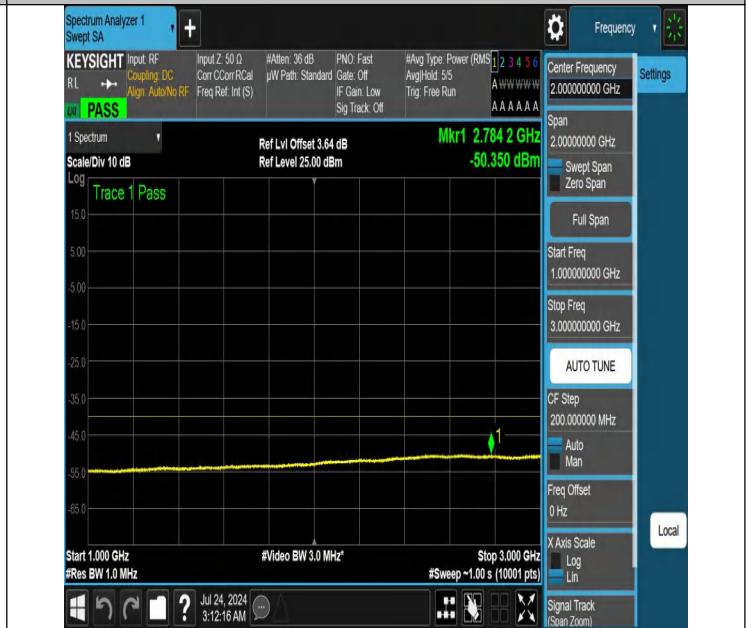 Spectrum Analyzer 1
Swept SA
+
Frequency
KEYSIGHT
RL
PASS
Input: RF
Coupling: DC
Align: Auto/No RF
Input Z: 50 Ω
Corr CCorr RCal
Freq Ref: Int (S)
#Atten: 36 dB
µW Path: Standard
PNO: Fast
Gate: Off
IF Gain: Low
Sig Track: Off
#Avg Type: Power (RMS
Avg|Hold: 5/5
Trig: Free Run
1 2 3 4 5 6
A W W W W W
A A A A A A
1 Spectrum
Scale/Div 10 dB
Ref Lvl Offset 3.64 dB
Ref Level 25.00 dBm
Mkr1 2.784 2 GHz
-50.350 dBm
Log
Trace 1 Pass
15.0
5.00
-5.00
-15.0
-25.0
-35.0
-45.0
-55.0
-65.0
1
Start 1.000 GHz
#Res BW 1.0 MHz
#Video BW 3.0 MHz*
Stop 3.000 GHz
#Sweep ~1.00 s (10001 pts)
Center Frequency
2.000000000 GHz
Settings
Span
2.00000000 GHz
Swept Span
Zero Span
Full Span
Start Freq
1.000000000 GHz
Stop Freq
3.000000000 GHz
AUTO TUNE
CF Step
200.000000 MHz
Auto
Man
Freq Offset
0 Hz
X Axis Scale
Log
Lin
Signal Track
(Span Zoom)
Local
?
Jul 24, 2024
3:12:16 AM